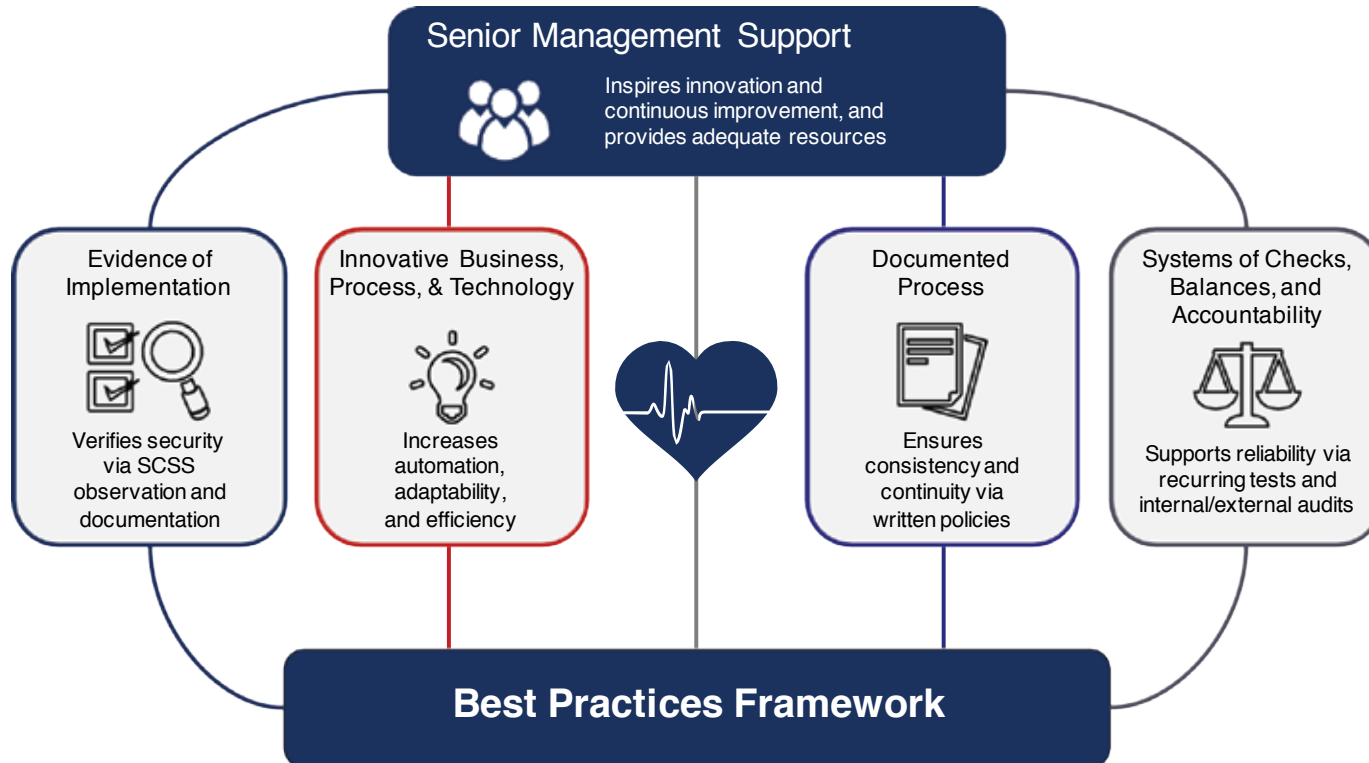 Senior Management Support
Inspires innovation and
continuous improvement, and
provides adequate resources
Evidence of
Implementation
Verifies security
via SCSS
observation and
documentation
Innovative Business,
Process, & Technology
Increases
automation,
adaptability,
and efficiency
Documented
Process
Ensures
consistency and
continuity via
written policies
Systems of Checks,
Balances, and
Accountability
Supports reliability via
recurring tests and
internal/external audits
Best Practices Framework